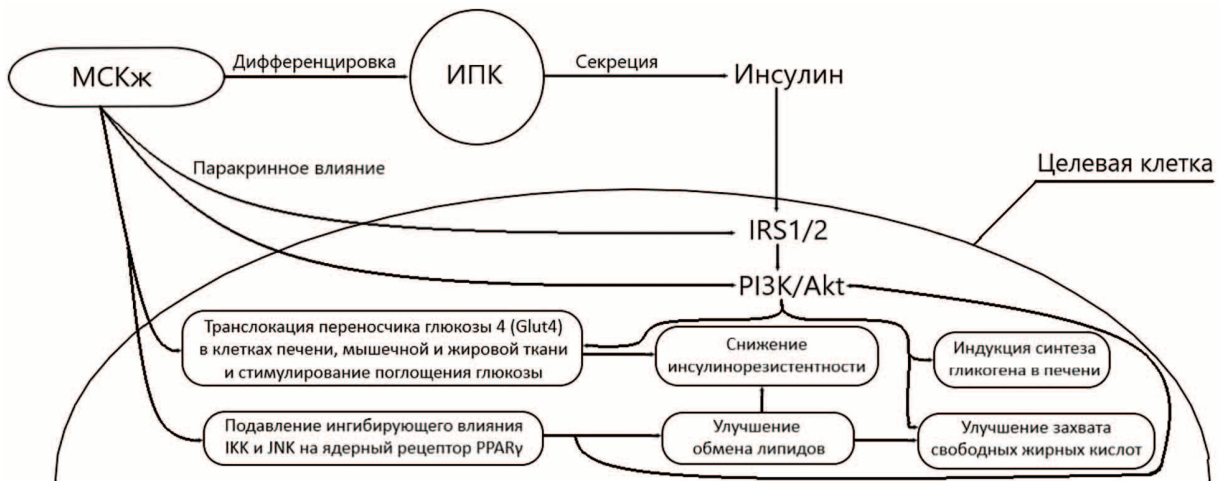 МСКж
Дифференцировка
ИПК
Секреция
Инсулин
Паракринное влияние
Целевая клетка
IRS1/2
PI3K/Akt
Транслокация переносчика глюкозы 4 (Glut4)
в клетках печени, мышечной и жировой ткани
и стимулирование поглощения глюкозы
Снижение
инсулинорезистентности
Индукция синтеза
гликогена в печени
Подавление ингибирующего влияния
IKK и JNK на ядерный рецептор PPARγ
Улучшение
обмена липидов
Улучшение захвата
свободных жирных кислот